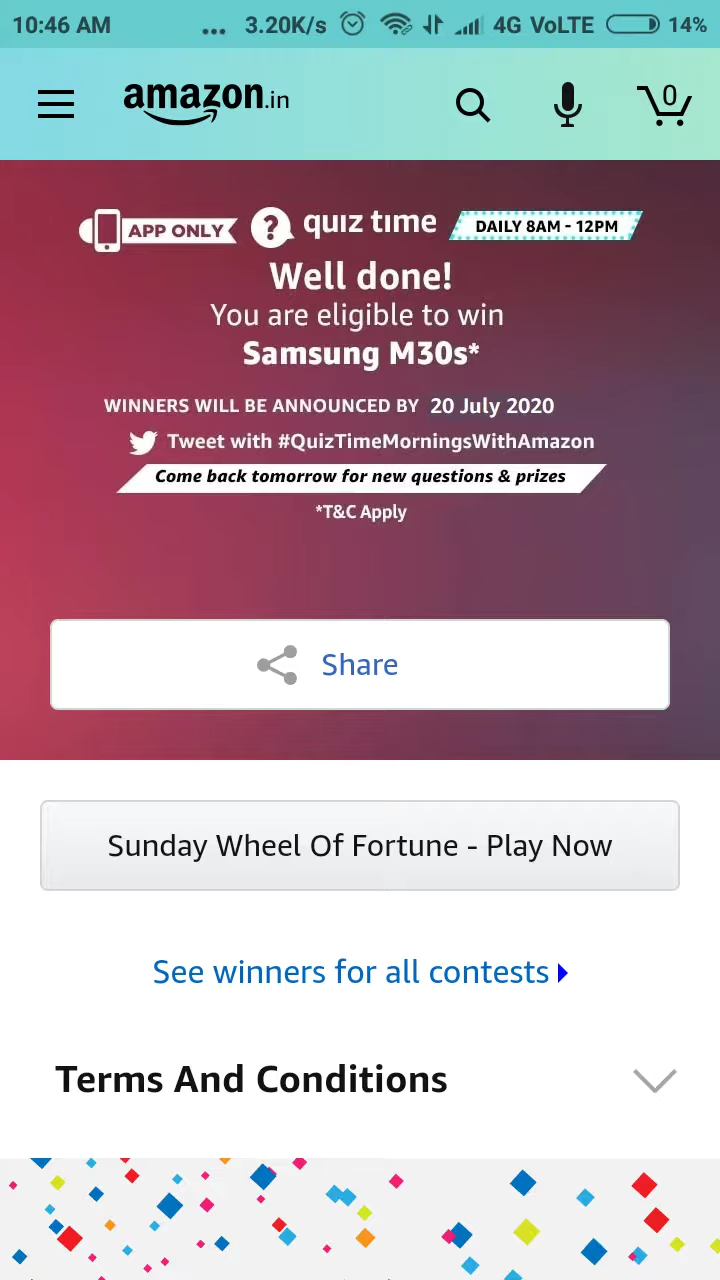 10:46 AM ... 3.20K/s 4G VoLTE 14%
amazon.in 0
APP ONLY ? quız tıme DAILY 8AM - 12PM
Well done!
You are eligible to win
Samsung M30s*
WINNERS WILL BE ANNOUNCED BY 20 July 2020
Tweet with #QuizTimeMorningsWithAmazon
Come back tomorrow for new questions & prizes
*T&C Apply
Share
Sunday Wheel Of Fortune - Play Now
See winners for all contests
Terms And Conditions